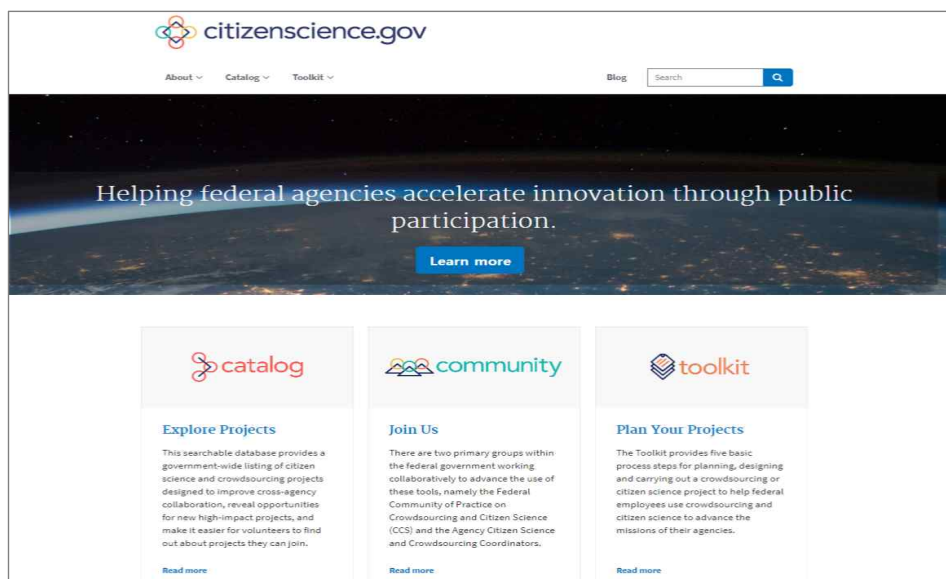 citizenscience.gov
About Catalog Toolkit Blog Search
Helping federal agencies accelerate innovation through public
participation.
Learn more
catalog
Explore Projects
This searchable database provides a
government-wide listing of citizen
science and crowdsourcing projects
designed to improve cross-agency
collaboration, reveal opportunities
for new high-impact projects, and
make it easier for volunteers to find
out about projects they can join.
Read more
community
Join Us
There are two primary groups within
the federal government working
collaboratively to advance the use of
these tools, namely the Federal
Community of Practice on
Crowdsourcing and Citizen Science
(CCS) and the Agency Citizen Science
and Crowdsourcing Coordinators.
Read more
toolkit
Plan Your Projects
The Toolkit provides five basic
process steps for planning, designing
and carrying out a crowdsourcing or
citizen science project to help federal
employees use crowdsourcing and
citizen science to advance the
missions of their agencies.
Read more